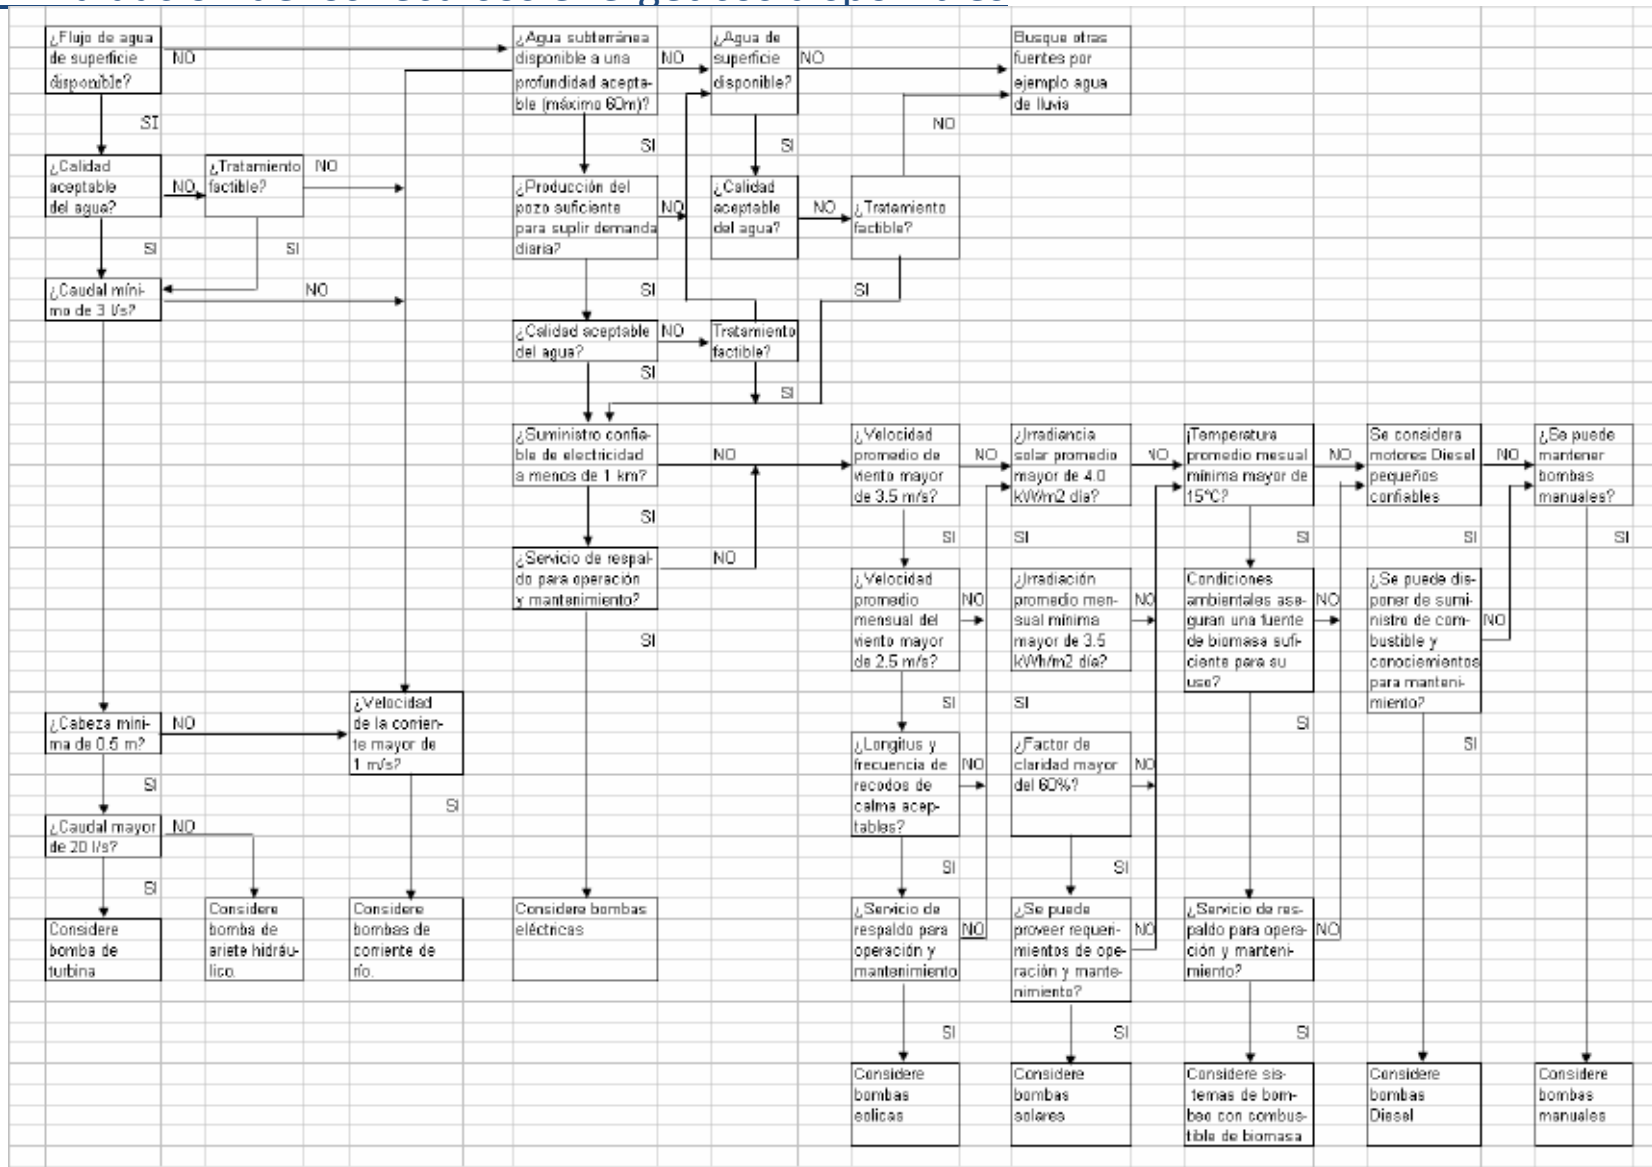 ¿Flujo de agua
de superficie
disponible?
NO
¿Agua subterránea
disponible a una
profundidad acepta-
ble (máximo 60m)?
NO
¿Agua de
superficie
disponible?
NO
Busque otras
fuentes por
ejemplo agua
de lluvia
SI
SI
SI
NO
¿Calidad
aceptable
del agua?
NO
¿Tratamiento
factible?
NO
¿Producción del
pozo suficiente
para suplir demanda
diaria?
NO
¿Calidad
aceptable
del agua?
NO
¿Tratamiento
factible?
SI
SI
SI
SI
¿Caudal míni-
mo de 3 l/s?
NO
¿Calidad aceptable
del agua?
NO
Tratamiento
factible?
SI
SI
¿Suministro confia-
ble de electricidad
a menos de 1 km?
NO
¿Velocidad
promedio de
viento mayor
de 3.5 m/s?
NO
¿Irradiancia
solar promedio
mayor de 4.0
kW/m2 día?
NO
¡Temperatura
promedio mesual
mínima mayor de
15°C?
NO
Se considera
motores Diesel
pequeños
confiables
NO
¿Se puede
mantener
bombas
manuales?
SI
SI
SI
SI
SI
SI
¿Servicio de respal-
do para operación
y mantenimiento?
NO
¿Velocidad
promedio
mensual del
viento mayor
de 2.5 m/s?
NO
¿Irradiación
promedio men-
sual mínima
mayor de 3.5
kWh/m2 día?
NO
Condiciones
ambientales ase-
guran una fuente
de biomasa sufi-
ciente para su
uso?
NO
¿Se puede dis-
poner de sumi-
nistro de com-
bustible y
conociemientos
para manteni-
miento?
NO
SI
SI
SI
SI
SI
¿Cabeza míni-
ma de 0.5 m?
NO
¿Velocidad
de la corrien-
te mayor de
1 m/s?
¿Longitus y
frecuencia de
recodos de
calma acep-
tables?
NO
¿Factor de
claridad mayor
del 60%?
NO
SI
SI
¿Caudal mayor
de 20 l/s?
NO
SI
SI
SI
Considere
bomba de
turbina
Considere
bomba de
ariete hidráu-
lico.
Considere
bombas de
corriente de
río.
Considere bombas
eléctricas
¿Servicio de
respaldo para
operación y
mantenimiento
NO
¿Se puede
proveer requeri-
mientos de ope-
ración y mante-
nimiento?
NO
¿Servicio de res-
paldo para opera-
ción y manteni-
miento?
NO
SI
SI
SI
Considere
bombas
eolicas
Considere
bombas
solares
Considere sis-
temas de bom-
beo con combus-
tible de biomasa
Considere
bombas
Diesel
Considere
bombas
manuales